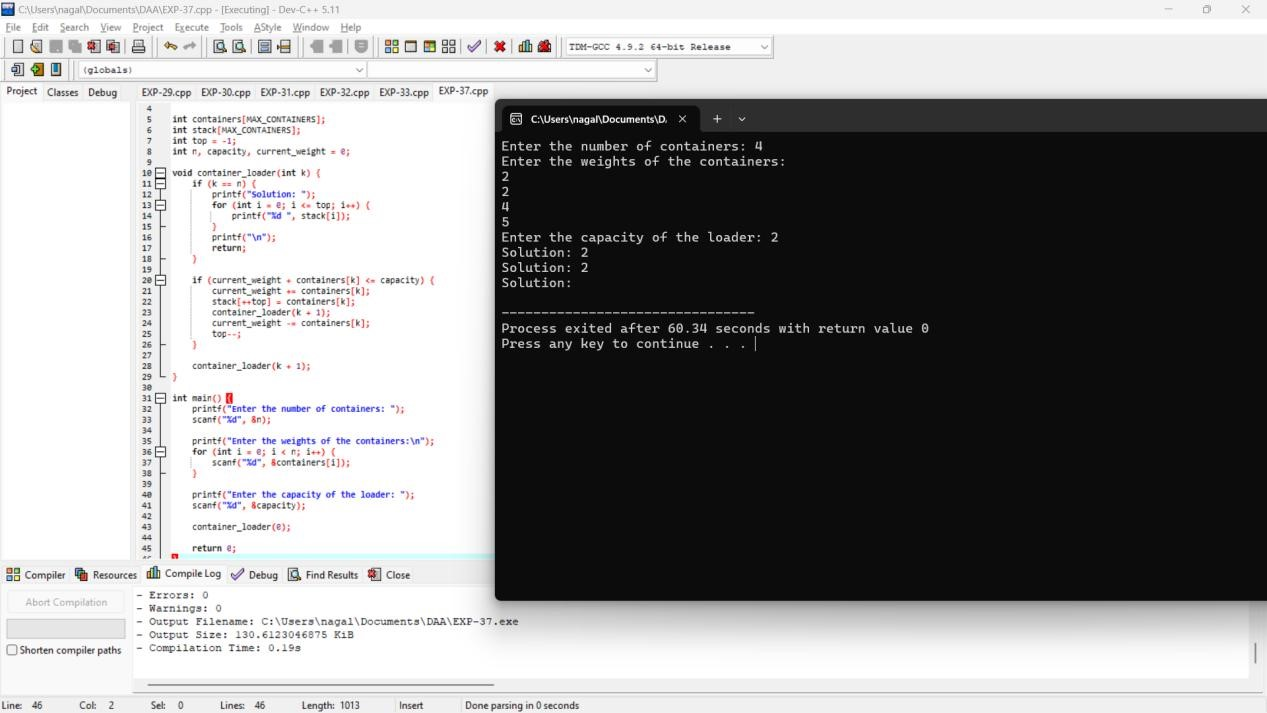 C:\Users\nagal\Documents\DAA\EXP-37.cpp - [Executing] - Dev-C++ 5.11
File Edit Search View Project Execute Tools AStyle Window Help
TDM-GCC 4.9.2 64-bit Release
(globals)
Project Classes Debug
EXP-29.cpp EXP-30.cpp EXP-31.cpp EXP-32.cpp EXP-33.cpp EXP-37.cpp
4
5 int containers[MAX_CONTAINERS];
6 int stack[MAX_CONTAINERS];
7 int top = -1;
8 int n, capacity, current_weight = 0;
9
10 void container_loader(int k) {
11 if (k == n) {
12 printf("Solution: ");
13 for (int i = 0; i <= top; i++) {
14 printf("%d ", stack[i]);
15 }
16 printf("\n");
17 return;
18 }
19
20 if (current_weight + containers[k] <= capacity) {
21 current_weight += containers[k];
22 stack[++top] = containers[k];
23 container_loader(k + 1);
24 current_weight -= containers[k];
25 top--;
26 }
27
28 container_loader(k + 1);
29 }
30
31 int main() {
32 printf("Enter the number of containers: ");
33 scanf("%d", &n);
34
35 printf("Enter the weights of the containers:\n");
36 for (int i = 0; i < n; i++) {
37 scanf("%d", &containers[i]);
38 }
39
40 printf("Enter the capacity of the loader: ");
41 scanf("%d", &capacity);
42
43 container_loader(0);
44
45 return 0;
46 }
C:\Users\nagal\Documents\D.
Enter the number of containers: 4
Enter the weights of the containers:
2
2
4
5
Enter the capacity of the loader: 2
Solution: 2
Solution: 2
Solution:
--------------------------------
Process exited after 60.34 seconds with return value 0
Press any key to continue . . .
Compiler Resources Compile Log Debug Find Results Close
Abort Compilation
Shorten compiler paths
- Errors: 0
- Warnings: 0
- Output Filename: C:\Users\nagal\Documents\DAA\EXP-37.exe
- Output Size: 130.6123046875 KiB
- Compilation Time: 0.19s
Line: 46 Col: 2 Sel: 0 Lines: 46 Length: 1013 Insert Done parsing in 0 seconds